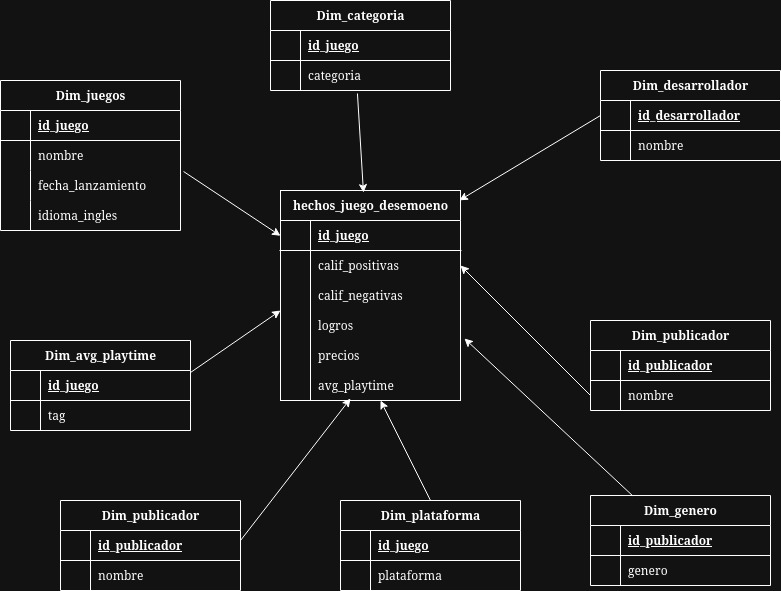 Dim_categoria
id_juego
categoria
Dim_juegos
id_juego
nombre
fecha_lanzamiento
idioma_ingles
Dim_desarrollador
id_desarrollador
nombre
hechos_juego_desemoeno
id_juego
calif_positivas
calif_negativas
logros
precios
avg_playtime
Dim_avg_playtime
id_juego
tag
Dim_publicador
id_publicador
nombre
Dim_publicador
id_publicador
nombre
Dim_plataforma
id_juego
plataforma
Dim_genero
id_publicador
genero